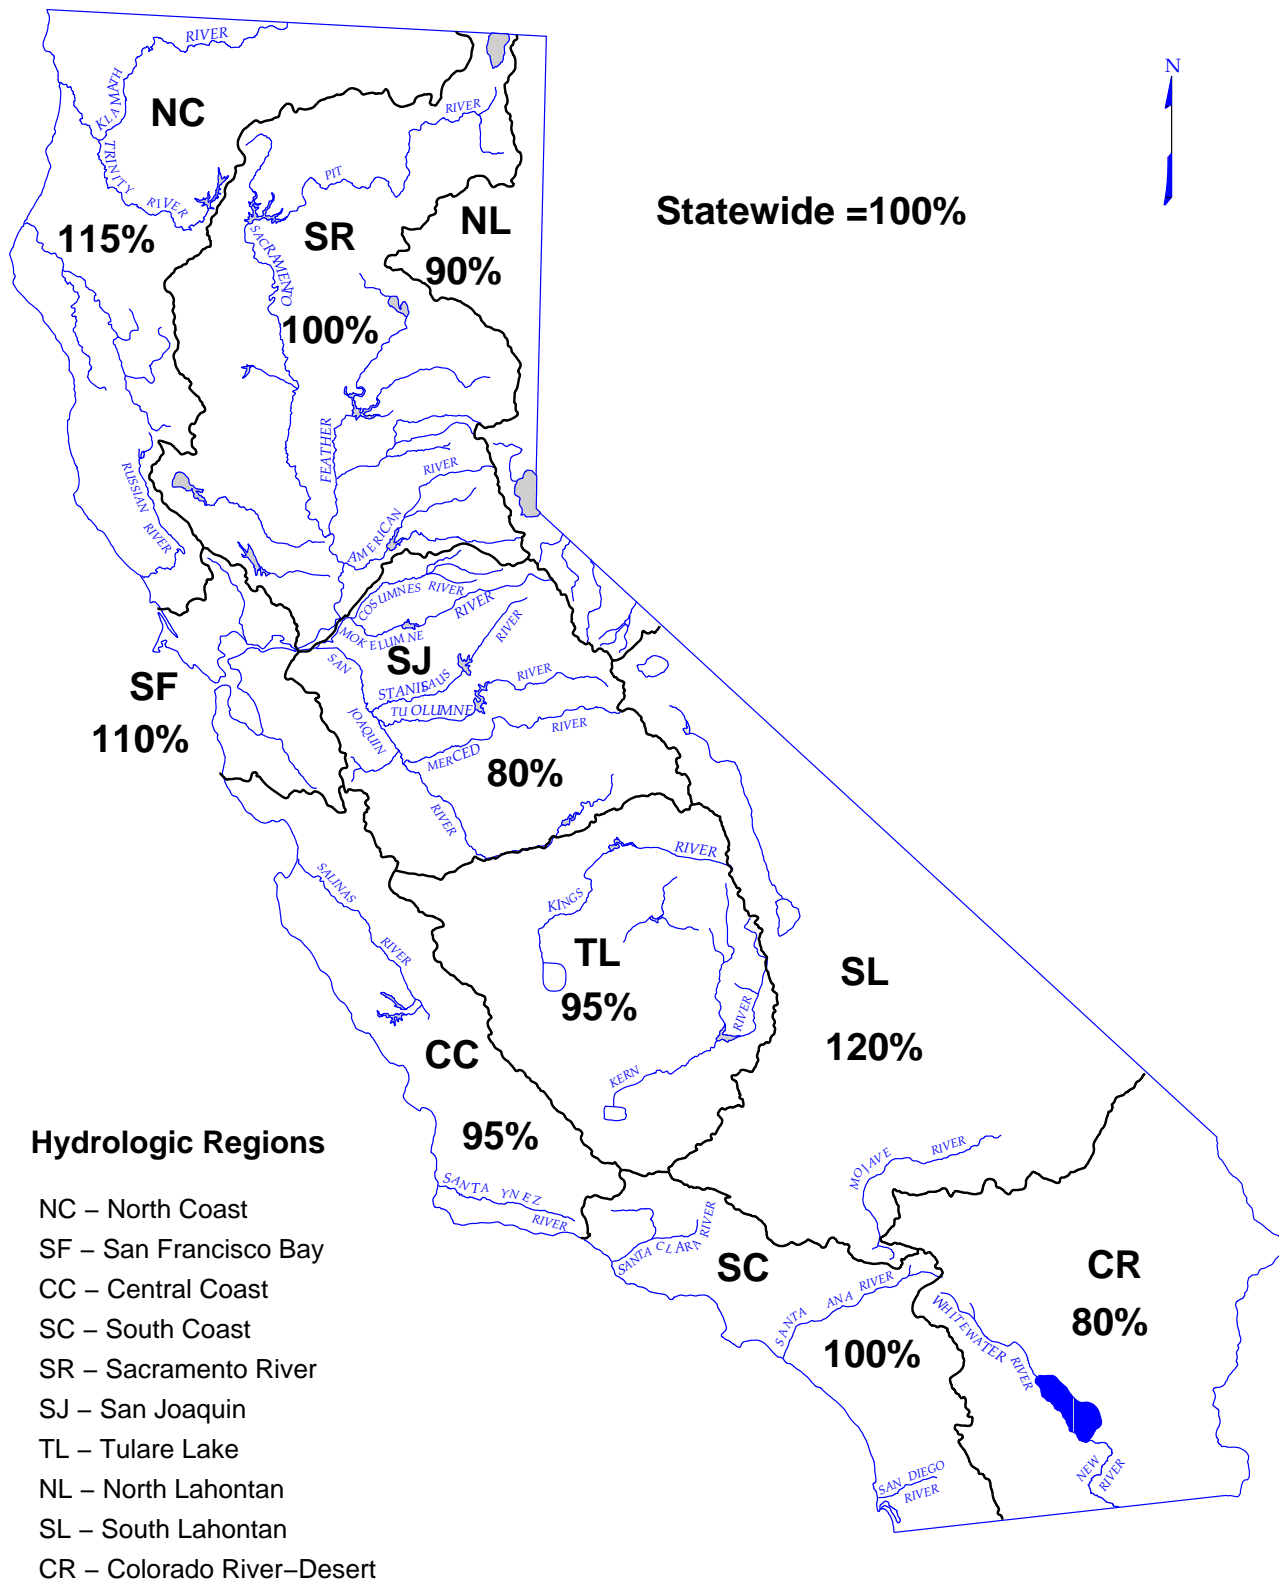 RIVER
N
KLAMATH
NC
RIVER
TRINITY
PIT
RIVER
NL
Statewide =100%
115%
SR
SACRAMENTO
90%
100%
FEATHER
RIVER
RUSSIAN RIVER
AMERICAN
COSUMNES RIVER
RIVER
MOKELUMNE
RIVER
SAN
SJ
SF
STANISLAUS
RIVER
TUOLUMNE
JOAQUIN
RIVER
110%
MERCED
80%
RIVER
RIVER
SALINAS
KINGS
RIVER
TL
SL
95%
RIVER
120%
CC
KERN
95%
Hydrologic Regions
MOJAVE
RIVER
SANTA YNEZ
RIVER
NC – North Coast
SF – San Francisco Bay
SANTA CLARA RIVER
SC
CR
CC – Central Coast
SANTA ANA RIVER
WHITEWATER RIVER
80%
SC – South Coast
100%
SR – Sacramento River
SJ – San Joaquin
TL – Tulare Lake
NEW
RIVER
SAN DIEGO
RIVER
NL – North Lahontan
SL – South Lahontan
CR – Colorado River–Desert